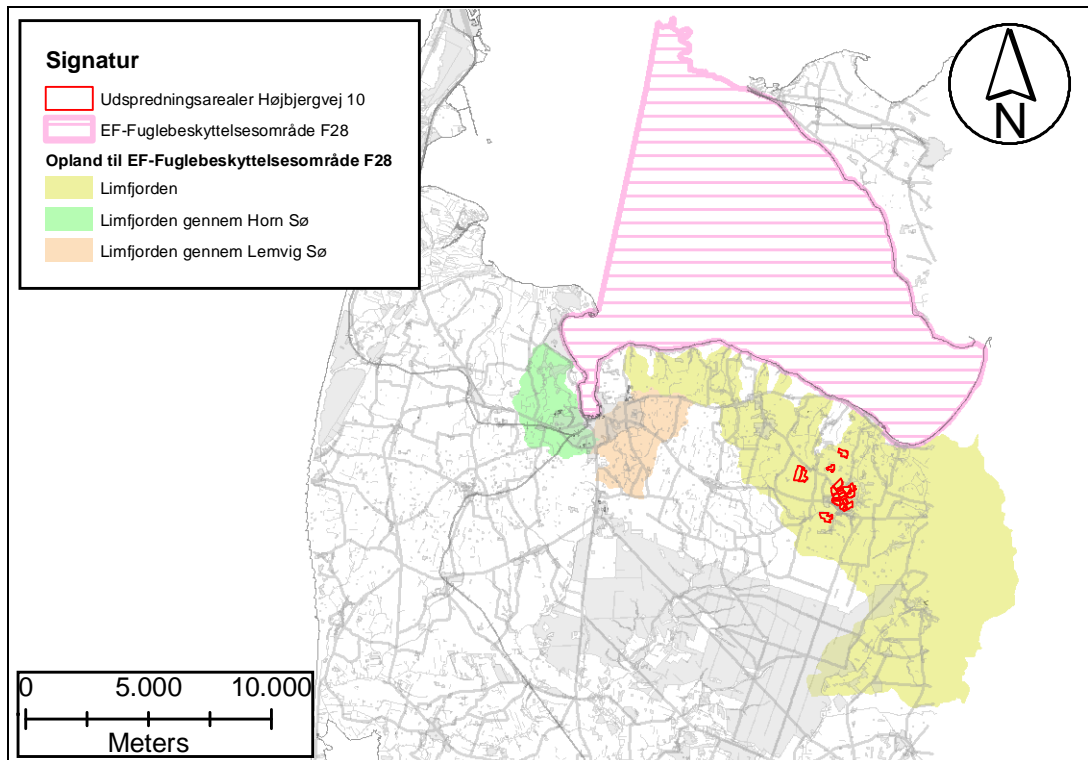 Signatur
Udspredningsarealer Højbjergvej 10
EF-Fuglebeskyttelsesområde F28
Opland til EF-Fuglebeskyttelsesområde F28
Limfjorden
Limfjorden gennem Horn Sø
Limfjorden gennem Lemvig Sø
N
0 5.000 10.000
Meters